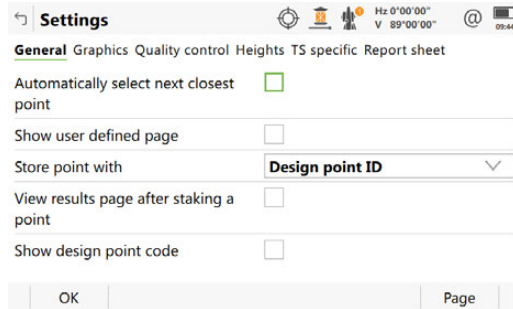 Settings
Hz 0°00'00"
V 89°00'00"
@
09:44
General Graphics Quality control Heights TS specific Report sheet
Automatically select next closest
point
Show user defined page
Store point with Design point ID
View results page after staking a
point
Show design point code
OK Page